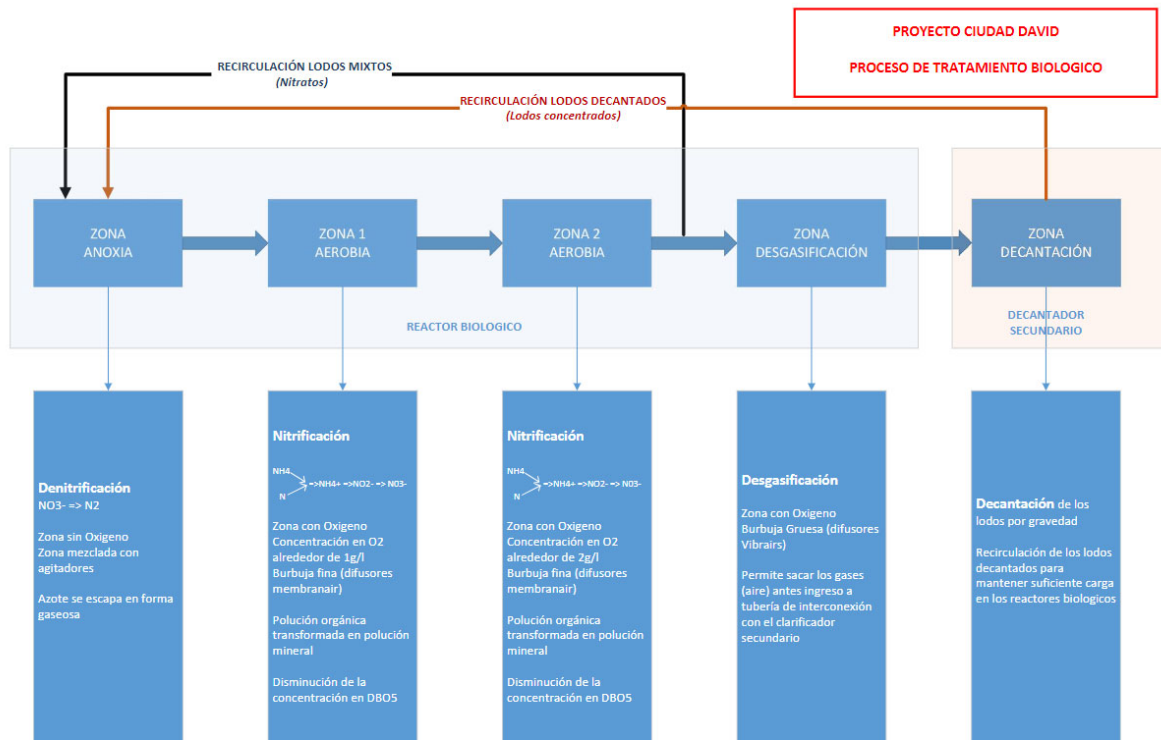 PROYECTO CIUDAD DAVID
PROCESO DE TRATAMIENTO BIOLOGICO
RECIRCULACIÓN LODOS MIXTOS
(Nitratos)
RECIRCULACIÓN LODOS DECANTADOS
(Lodos concentrados)
ZONA
ANOXIA
ZONA 1
AEROBIA
ZONA 2
AEROBIA
ZONA
DESGASIFICACIÓN
ZONA
DECANTACIÓN
REACTOR BIOLOGICO
DECANTADOR
SECUNDARIO
Denitrificación
NO3- => N2
Zona sin Oxigeno
Zona mezclada con
agitadores
Azote se escapa en forma
gaseosa
Nitrificación
NH4
=>NH4+ =>NO2- => NO3-
N
Zona con Oxigeno
Concentración en O2
alrededor de 1g/l
Burbuja fina (difusores
membranair)
Polución orgánica
transformada en polución
mineral
Disminución de la
concentración en DBO5
Nitrificación
NH4
=>NH4+ =>NO2- => NO3-
N
Zona con Oxigeno
Concentración en O2
alrededor de 2g/l
Burbuja fina (difusores
membranair)
Polución orgánica
transformada en polución
mineral
Disminución de la
concentración en DBO5
Desgasificación
Zona con Oxigeno
Burbuja Gruesa (difusores
Vibrairs)
Permite sacar los gases
(aire) antes ingreso a
tubería de interconexión
con el clarificador
secundario
Decantación de los
lodos por gravedad
Recirculación de los lodos
decantados para
mantener suficiente carga
en los reactores biologicos